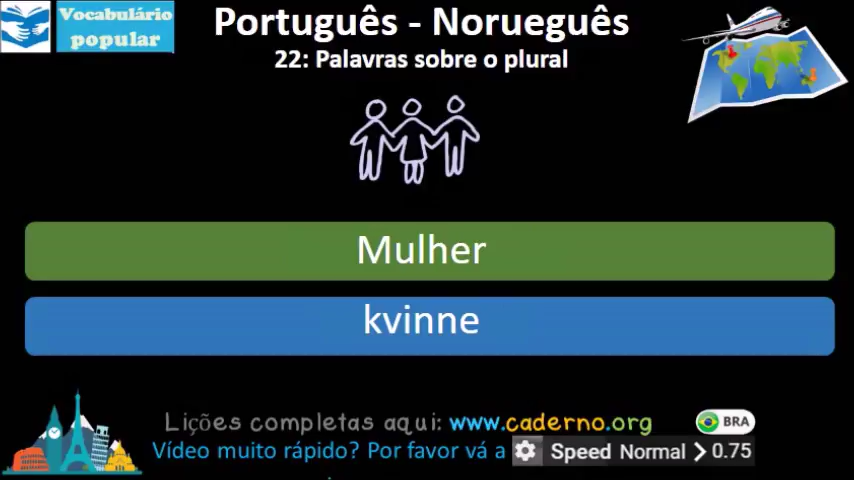 Vocabulário
popular
Português - Norueguês
22: Palavras sobre o plural
Mulher
kvinne
Lições completas aqui: www.caderno.org
BRA
Vídeo muito rápido? Por favor vá a Speed Normal > 0.75